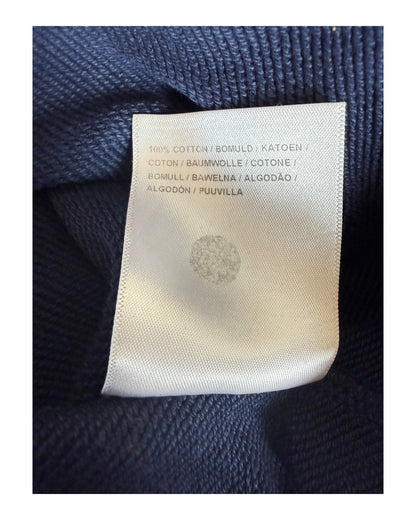 100% COTTON / BOMULD / KATOEN /
COTON / BAUMWOLLE / COTONE /
BOMULL / BAWEŁNA / ALGODÃO /
ALGODÓN / PUUVILLA